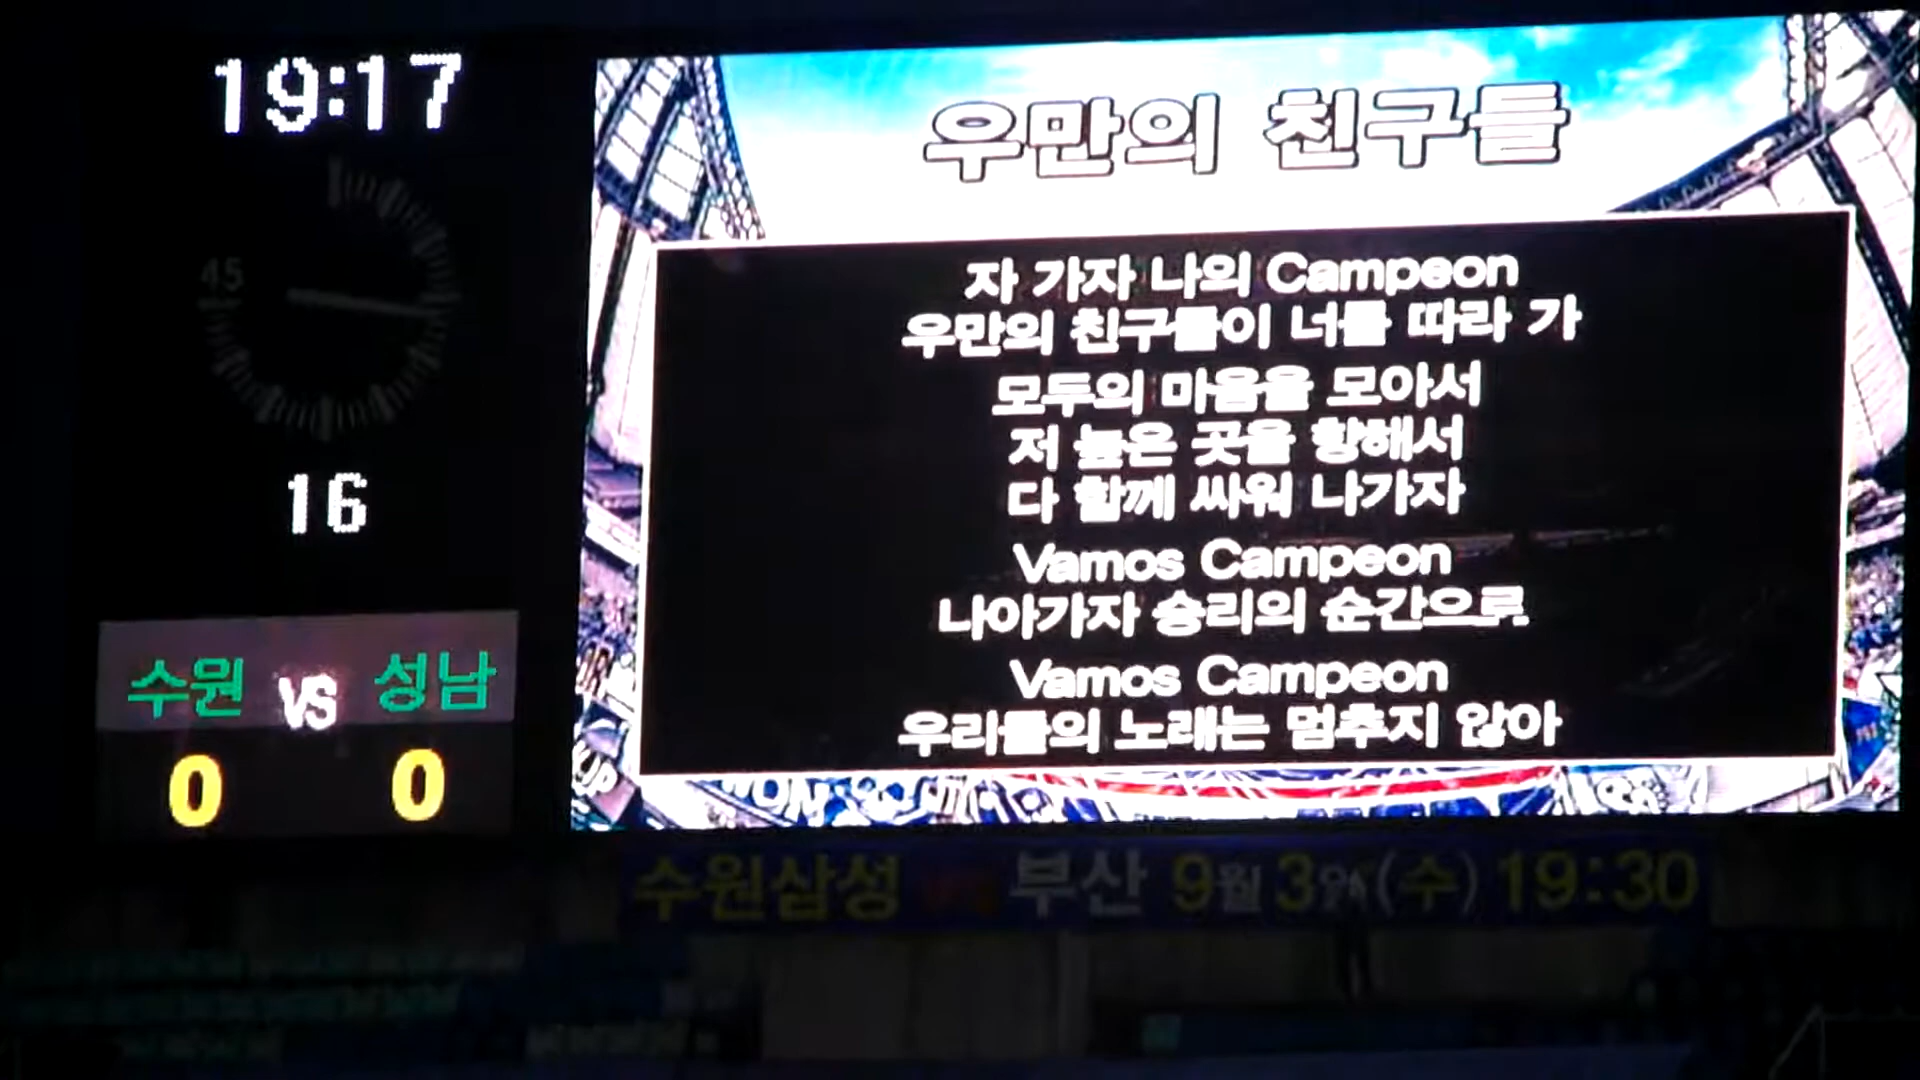 19:17
45
16
수원 VS 성남
0 0
우만의 친구들
자 가자 나의 Campeon
우만의 친구들이 너를 따라 가
모두의 마음을 모아서
저 높은 곳을 향해서
다 함께 싸워 나가자
Vamos Campeon
나아가자 승리의 순간으로
Vamos Campeon
우리들의 노래는 멈추지 않아
수원삼성 부산 9월 3일(수) 19:30